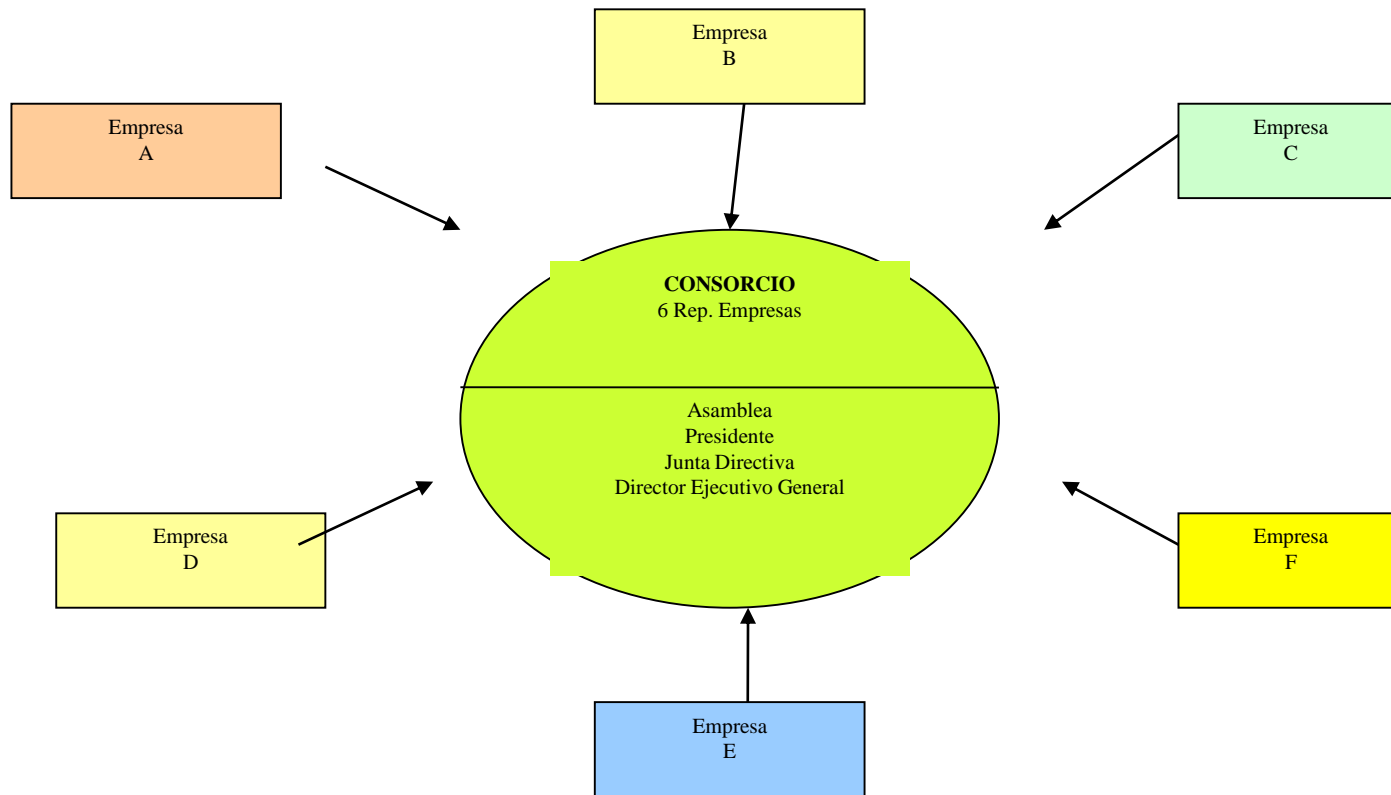 Empresa
B
Empresa
A
Empresa
C
CONSORCIO
6 Rep. Empresas
Asamblea
Presidente
Junta Directiva
Director Ejecutivo General
Empresa
D
Empresa
F
Empresa
E